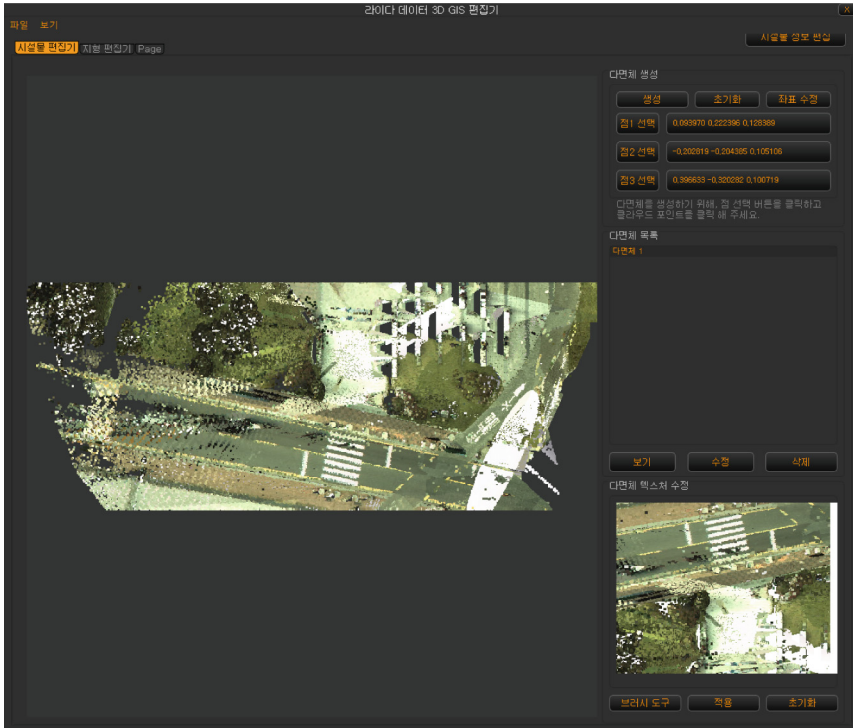 라이다 데이터 3D GIS 편집기
X
파일 보기
시설물 편집기 지형 편집기 Page
시설물 정보 편집
다면체 생성
생성 초기화 좌표 수정
점1 선택 0,093970 0,222396 0,128389
점2 선택 -0,202819 -0,204385 0,105106
점3 선택 0,396633 -0,320282 0,100719
다면체를 생성하기 위해, 점 선택 버튼을 클릭하고
클라우드 포인트를 클릭 해 주세요.
다면체 목록
다면체 1
보기 수정 삭제
다면체 텍스처 수정
브러시 도구 적용 초기화